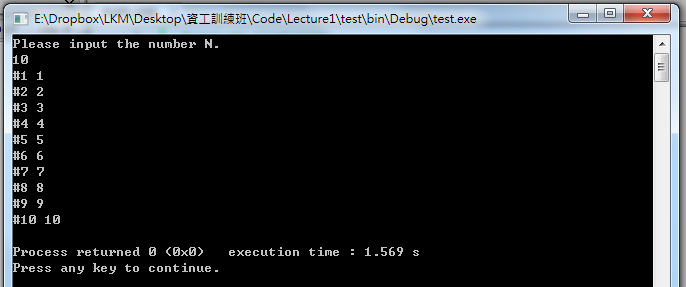 E:\Dropbox\LKM\Desktop\資工訓練班\Code\Lecture1\test\bin\Debug\test.exe
Please input the number N.
10
#1 1
#2 2
#3 3
#4 4
#5 5
#6 6
#7 7
#8 8
#9 9
#10 10
Process returned 0 (0x0)   execution time : 1.569 s
Press any key to continue.